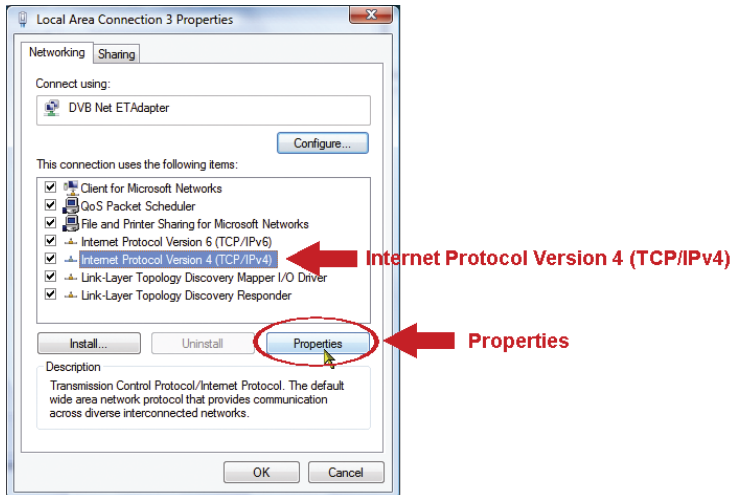 Local Area Connection 3 Properties
Networking
Sharing
Connect using:
DVB Net ETAdapter
Configure...
This connection uses the following items:
Client for Microsoft Networks
QoS Packet Scheduler
File and Printer Sharing for Microsoft Networks
Internet Protocol Version 6 (TCP/IPv6)
Internet Protocol Version 4 (TCP/IPv4)
Internet Protocol Version 4 (TCP/IPv4)
Link-Layer Topology Discovery Mapper I/O Driver
Link-Layer Topology Discovery Responder
Install...
Uninstall
Properties
Properties
Description
Transmission Control Protocol/Internet Protocol. The default
wide area network protocol that provides communication
across diverse interconnected networks.
OK
Cancel